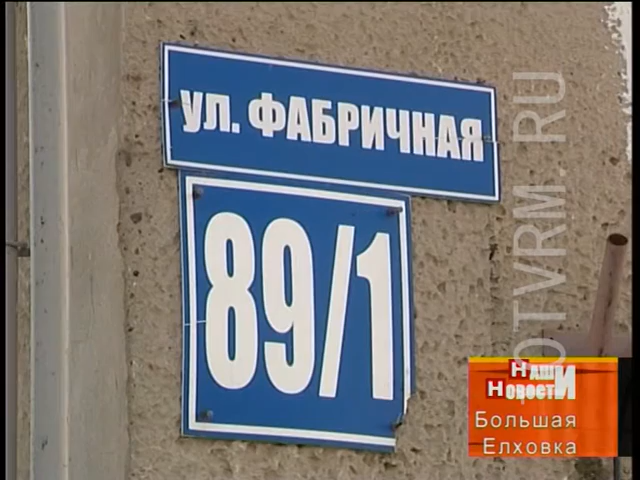 УЛ. ФАБРИЧНАЯ
89/1
OTVRM.RU
Наши
Новости
Большая
Елховка